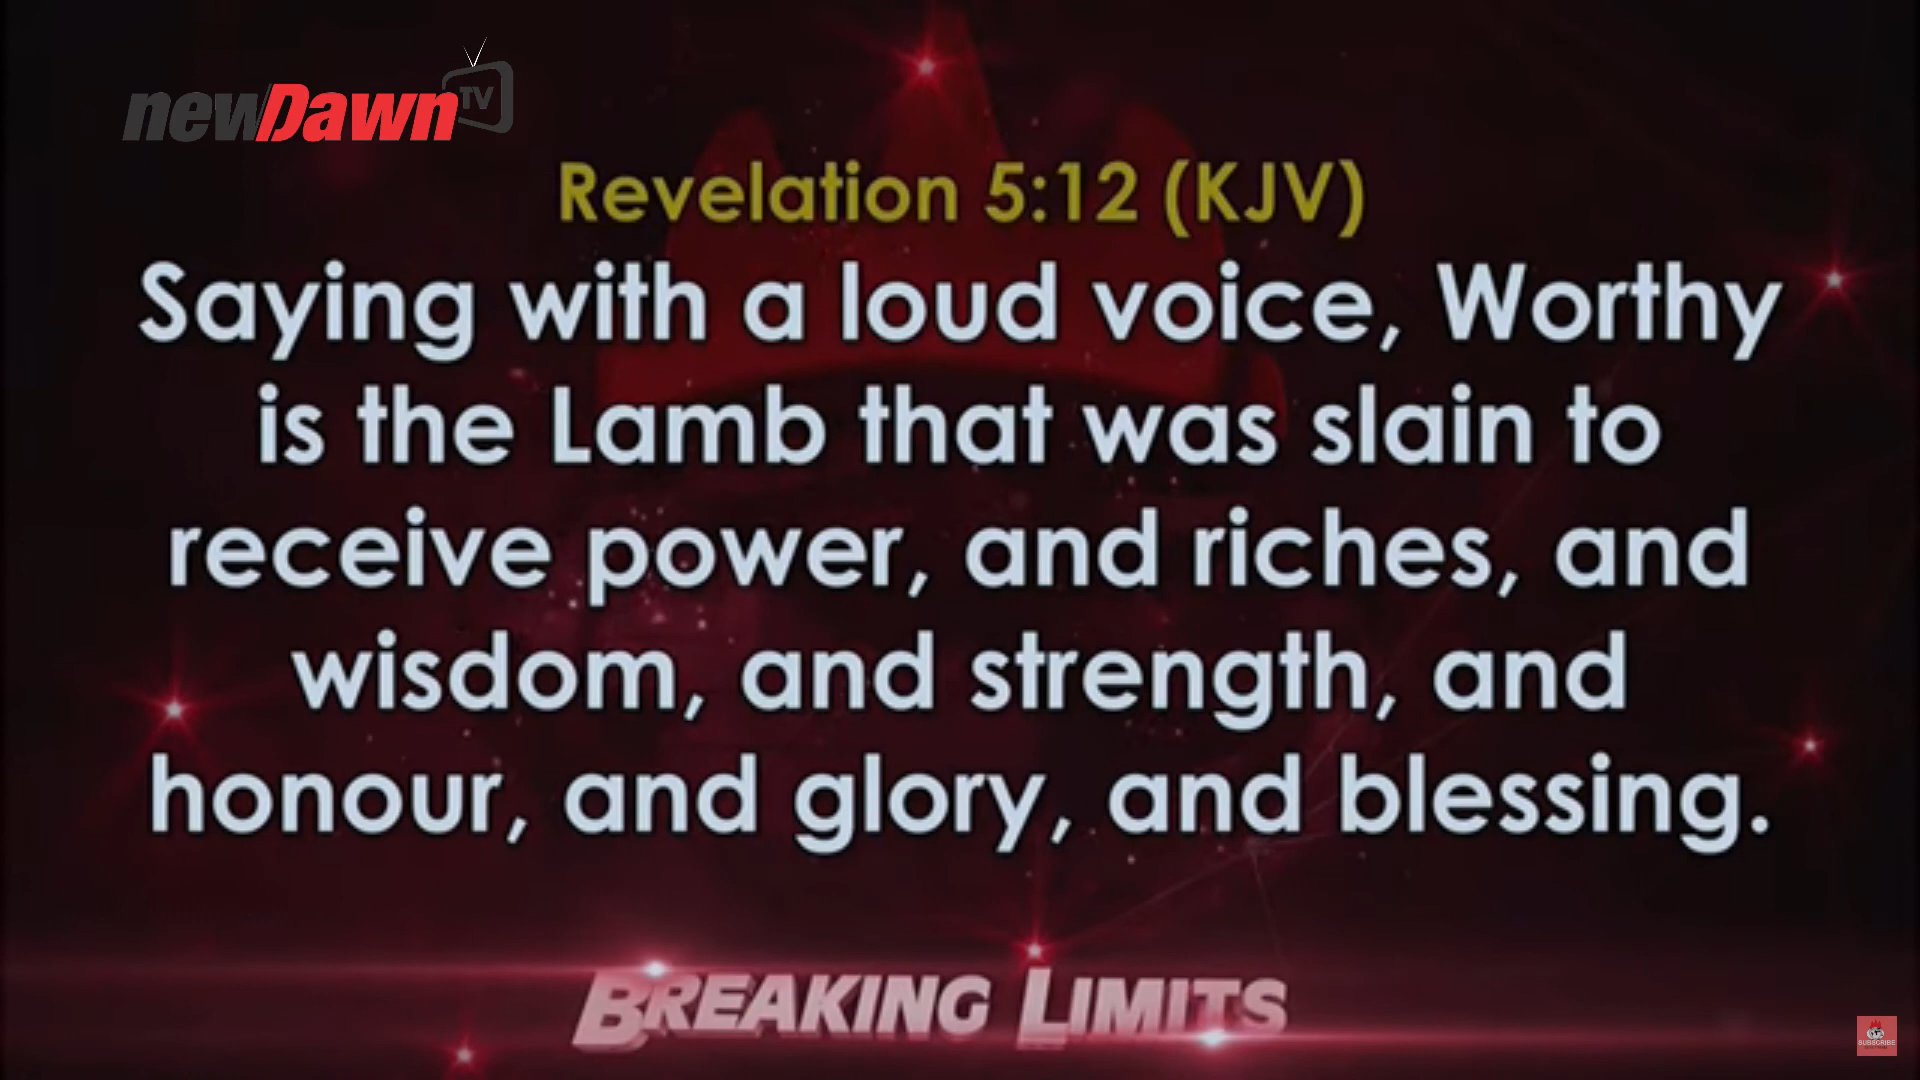 newDawn TV
Revelation 5:12 (KJV)
Saying with a loud voice, Worthy
is the Lamb that was slain to
receive power, and riches, and
wisdom, and strength, and
honour, and glory, and blessing.
BREAKING LIMITS
SUBSCRIBE